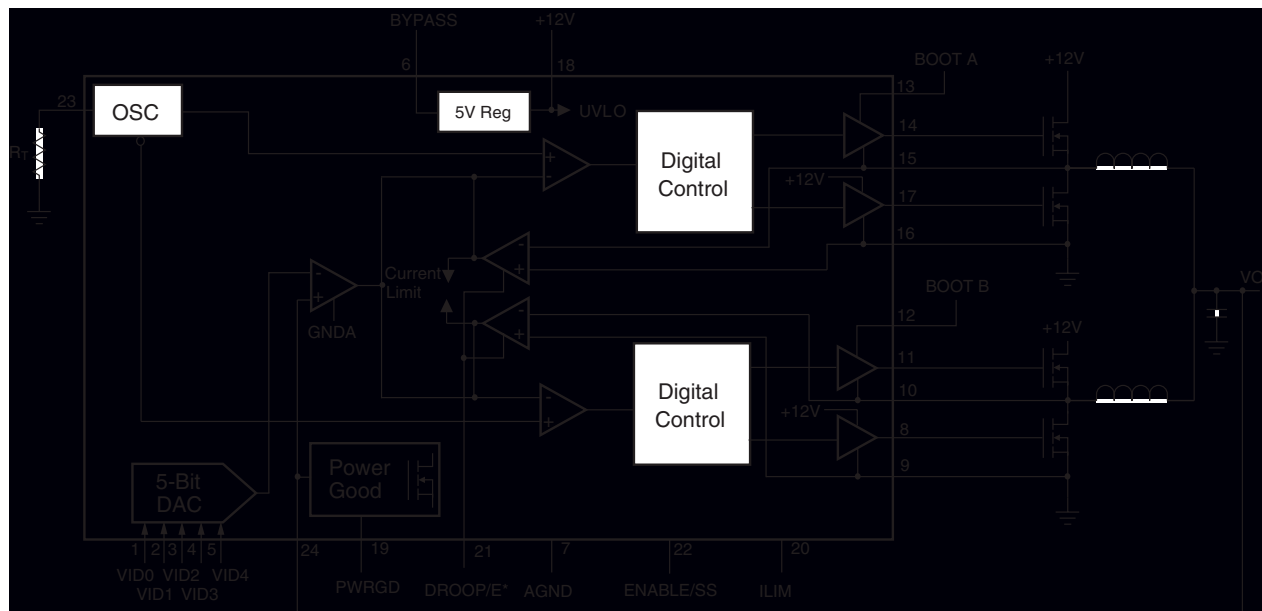 BYPASS
+12V
6
18
BOOT A
+12V
13
23
OSC
5V Reg
UVLO
14
RT
Digital
Control
15
+12V
17
16
Current
Limit
BOOT B
VO
GNDA
12
+12V
11
Digital
Control
10
+12V
8
9
Power
Good
5-Bit
DAC
1
2
3
4
5
24
19
21
7
22
20
VID0
VID2
VID4
VID1
VID3
PWRGD
DROOP/E*
AGND
ENABLE/SS
ILIM